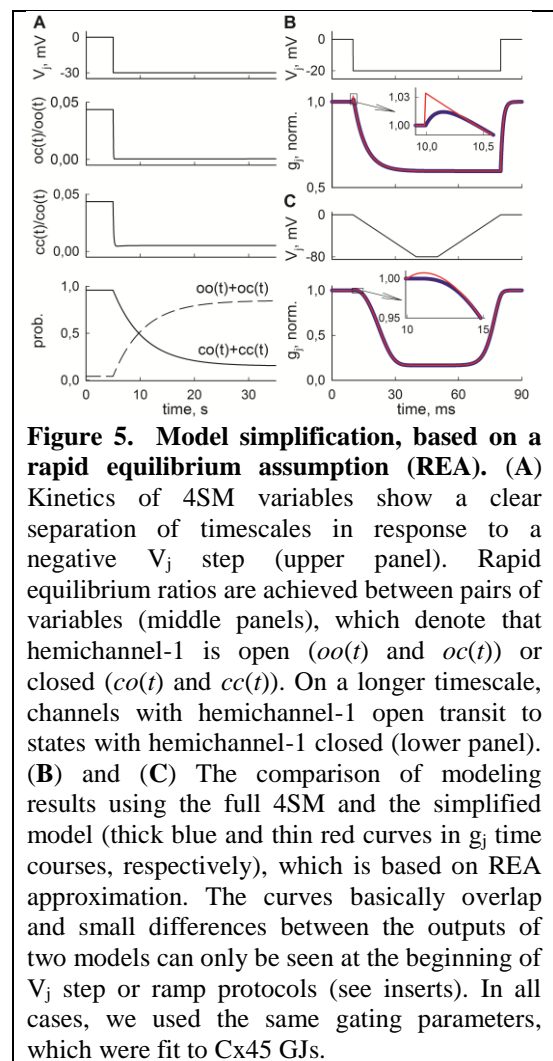 A
V_j, mV
0
-30
oc(t)/oo(t)
0,05
0,00
cc(t)/co(t)
0,05
0,00
prob.
1,0
0,5
0,0
oo(t)+oc(t)
co(t)+cc(t)
0 10 20 30
time, s
B
V_j, mV
0
-20
g_j, norm.
1,0
0,5
1,03
1,00
10,0 10,5
C
V_j, mV
0
-80
g_j, norm.
1,0
0,5
0,0
1,00
0,95
10 15
0 30 60 90
time, ms
Figure 5. Model simplification, based on a
rapid equilibrium assumption (REA). (A)
Kinetics of 4SM variables show a clear
separation of timescales in response to a
negative V_j step (upper panel). Rapid
equilibrium ratios are achieved between pairs of
variables (middle panels), which denote that
hemichannel-1 is open (oo(t) and oc(t)) or
closed (co(t) and cc(t)). On a longer timescale,
channels with hemichannel-1 open transit to
states with hemichannel-1 closed (lower panel).
(B) and (C) The comparison of modeling
results using the full 4SM and the simplified
model (thick blue and thin red curves in g_j time
courses, respectively), which is based on REA
approximation. The curves basically overlap
and small differences between the outputs of
two models can only be seen at the beginning of
V_j step or ramp protocols (see inserts). In all
cases, we used the same gating parameters,
which were fit to Cx45 GJs.